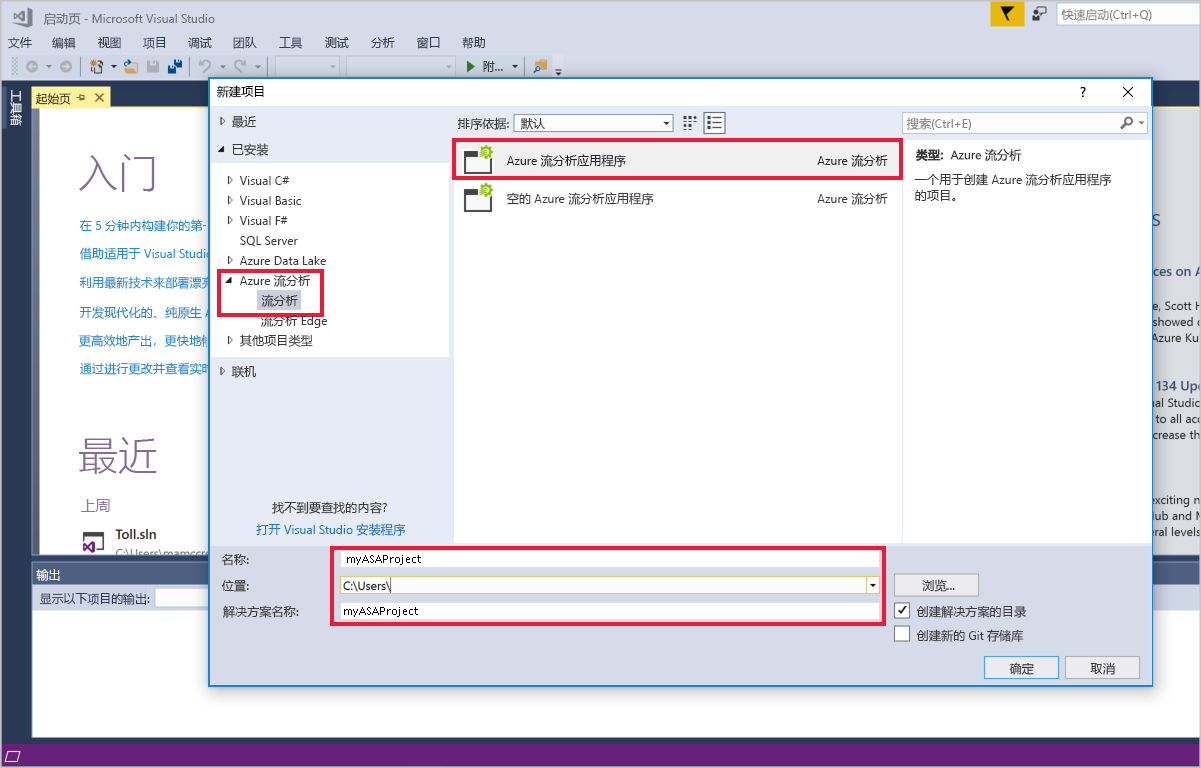 启动页 - Microsoft Visual Studio
快速启动(Ctrl+Q)
文件 编辑 视图 项目 调试 团队 工具 测试 分析 窗口 帮助
附...
工具箱
起始页
入门
在 5 分钟内构建你的第
借助适用于 Visual Studi
利用最新技术来部署漂亮
开发现代化的、纯原生
更高效地产出，更快地
通过进行更改并查看实时
最近
上周
Toll.sln
C:\Users\mamccr
输出
显示以下项目的输出:
新建项目
?
最近
已安装
Visual C#
Visual Basic
Visual F#
SQL Server
Azure Data Lake
Azure 流分析
流分析
流分析 Edge
其他项目类型
联机
找不到要查找的内容?
打开 Visual Studio 安装程序
排序依据: 默认
Azure 流分析应用程序 Azure 流分析
空的 Azure 流分析应用程序 Azure 流分析
搜索(Ctrl+E)
类型: Azure 流分析
一个用于创建 Azure 流分析应用程序
的项目。
名称: myASAProject
位置: C:\Users\
浏览...
解决方案名称: myASAProject
创建解决方案的目录
创建新的 Git 存储库
确定 取消
S
ces on A
e, Scott H
showed
Azure Ku
134 Up
al Studio
to all acc
crease th
exciting n
lub and M
eral levels